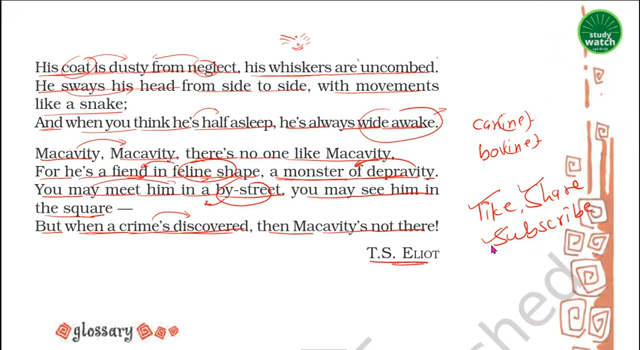 study
watch
His coat is dusty from neglect, his whiskers are uncombed.
He sways his head from side to side, with movements
like a snake;
And when you think he's half asleep, he's always wide awake.
Macavity, Macavity, there's no one like Macavity,
For he's a fiend in feline shape, a monster of depravity.
You may meet him in a by-street, you may see him in
the square —
But when a crime's discovered, then Macavity's not there!
T.S. ELIOT
canine
bovine
Like, Share
Subscribe
glossary